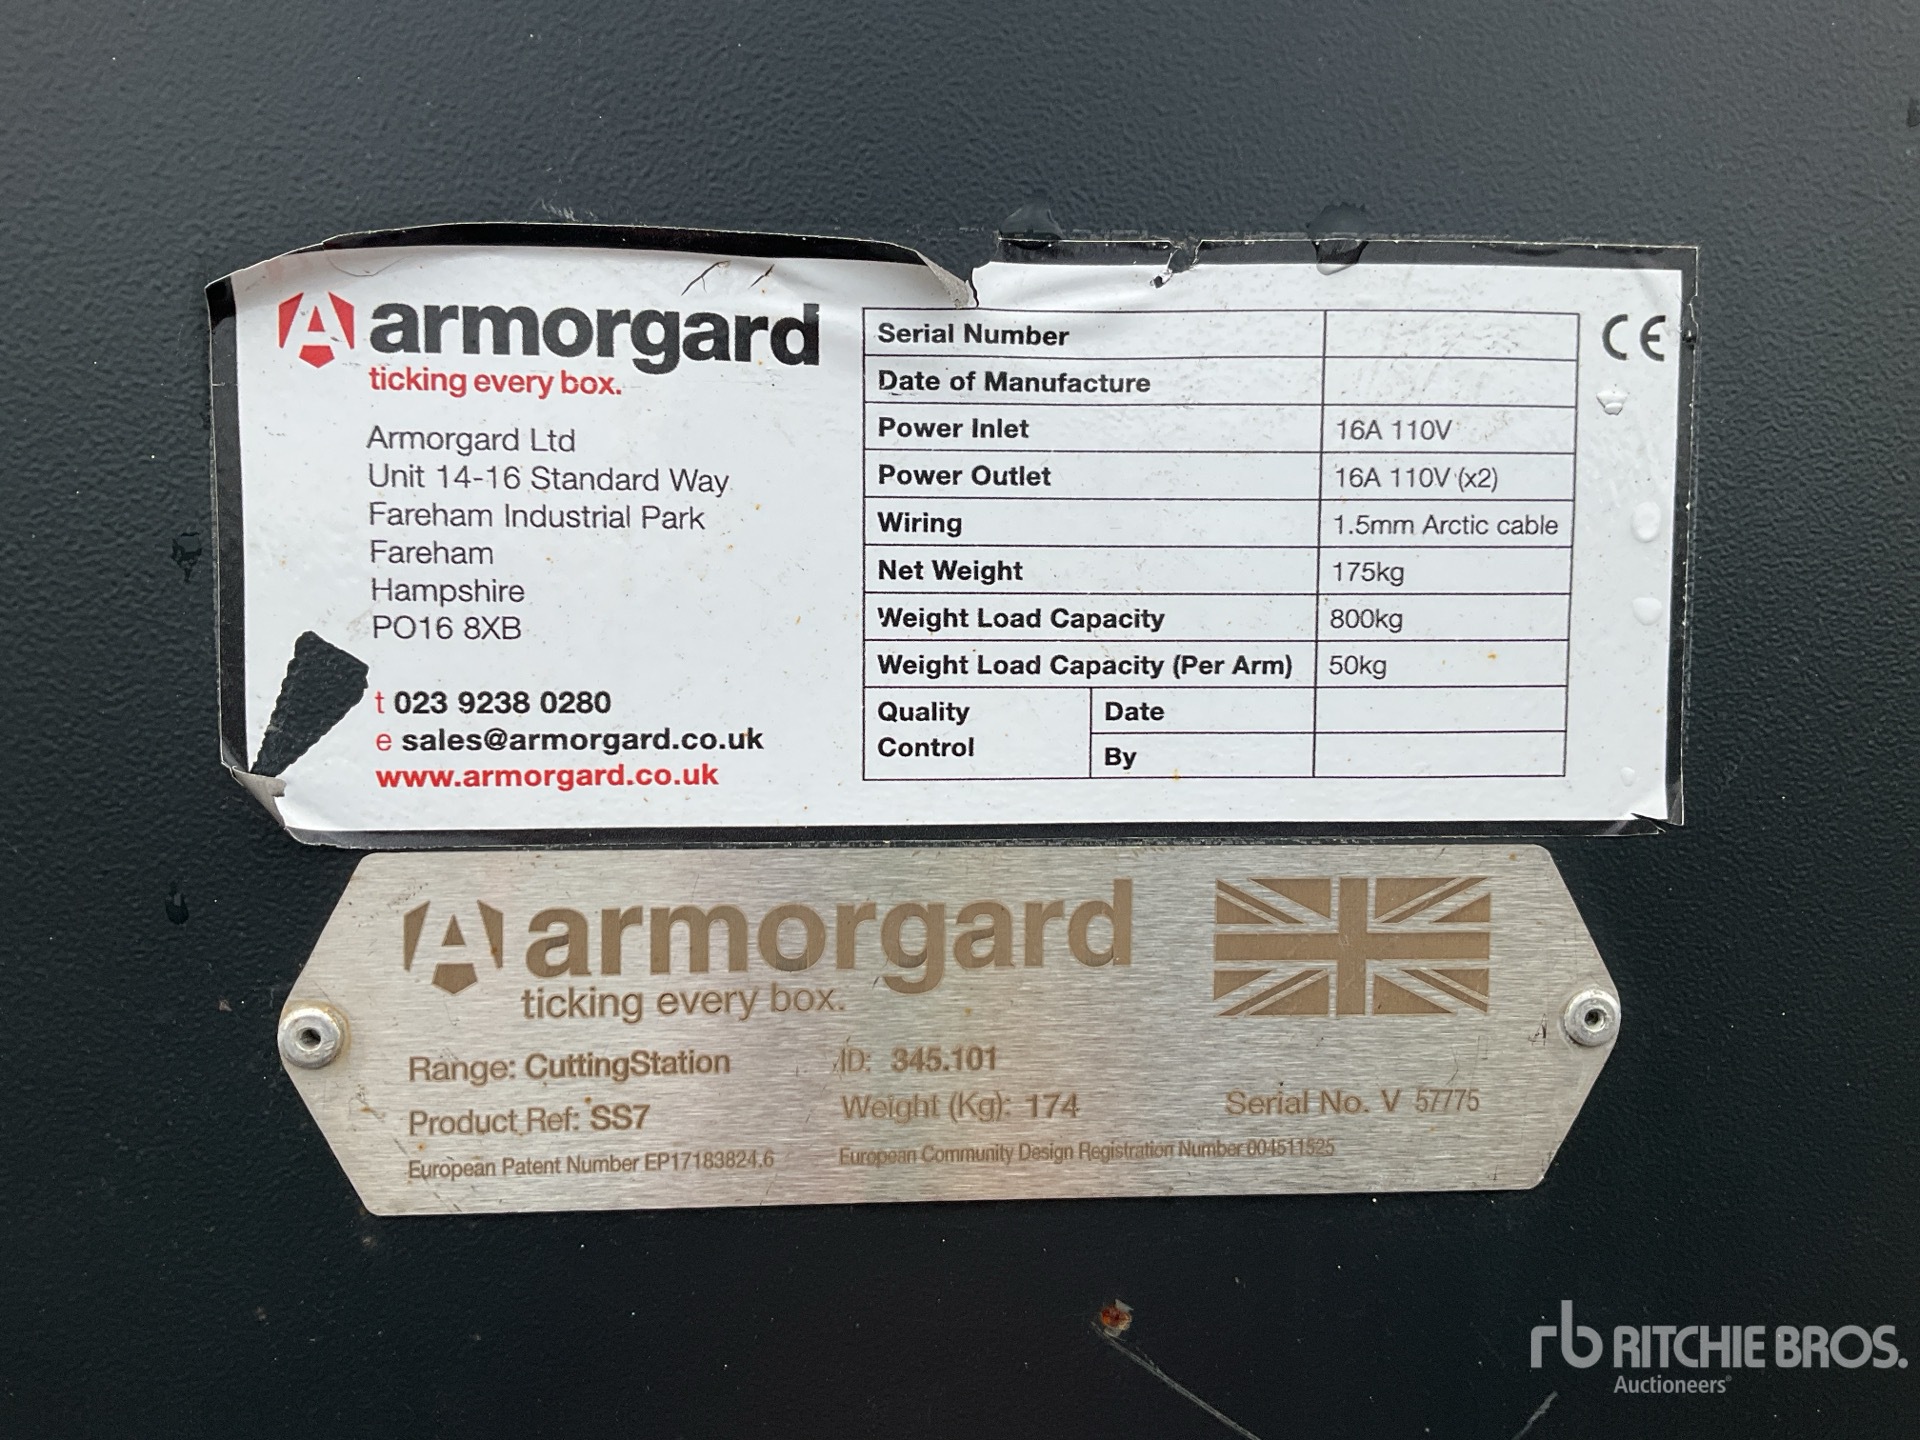 armorgard
ticking every box.
Armorgard Ltd
Unit 14-16 Standard Way
Fareham Industrial Park
Fareham
Hampshire
PO16 8XB
t 023 9238 0280
e sales@armorgard.co.uk
www.armorgard.co.uk
Serial Number
Date of Manufacture
Power Inlet 16A 110V
Power Outlet 16A 110V (x2)
Wiring 1.5mm Arctic cable
Net Weight 175kg
Weight Load Capacity 800kg
Weight Load Capacity (Per Arm) 50kg
Quality Control Date
By
CE
armorgard
ticking every box.
Range: CuttingStation ID: 345.101
Product Ref: SS7 Weight (Kg): 174 Serial No. V 57775
European Patent Number EP17183824.6 European Community Design Registration Number 004511525
rb RITCHIE BROS.
Auctioneers®